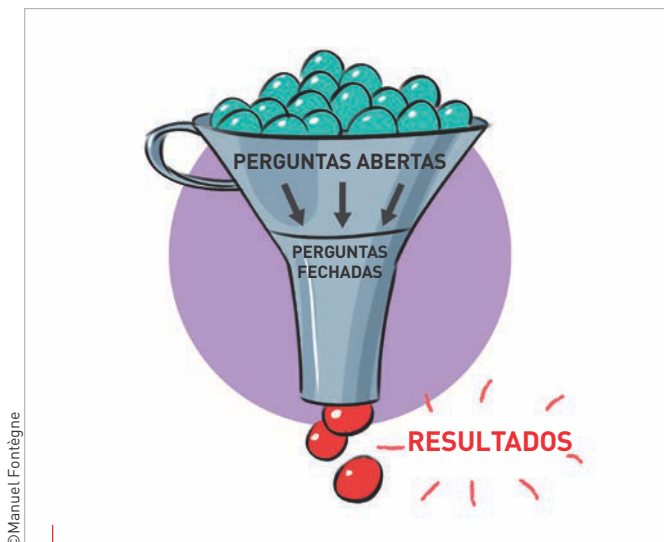 PERGUNTAS ABERTAS
PERGUNTAS
FECHADAS
RESULTADOS
©Manuel Fontègne